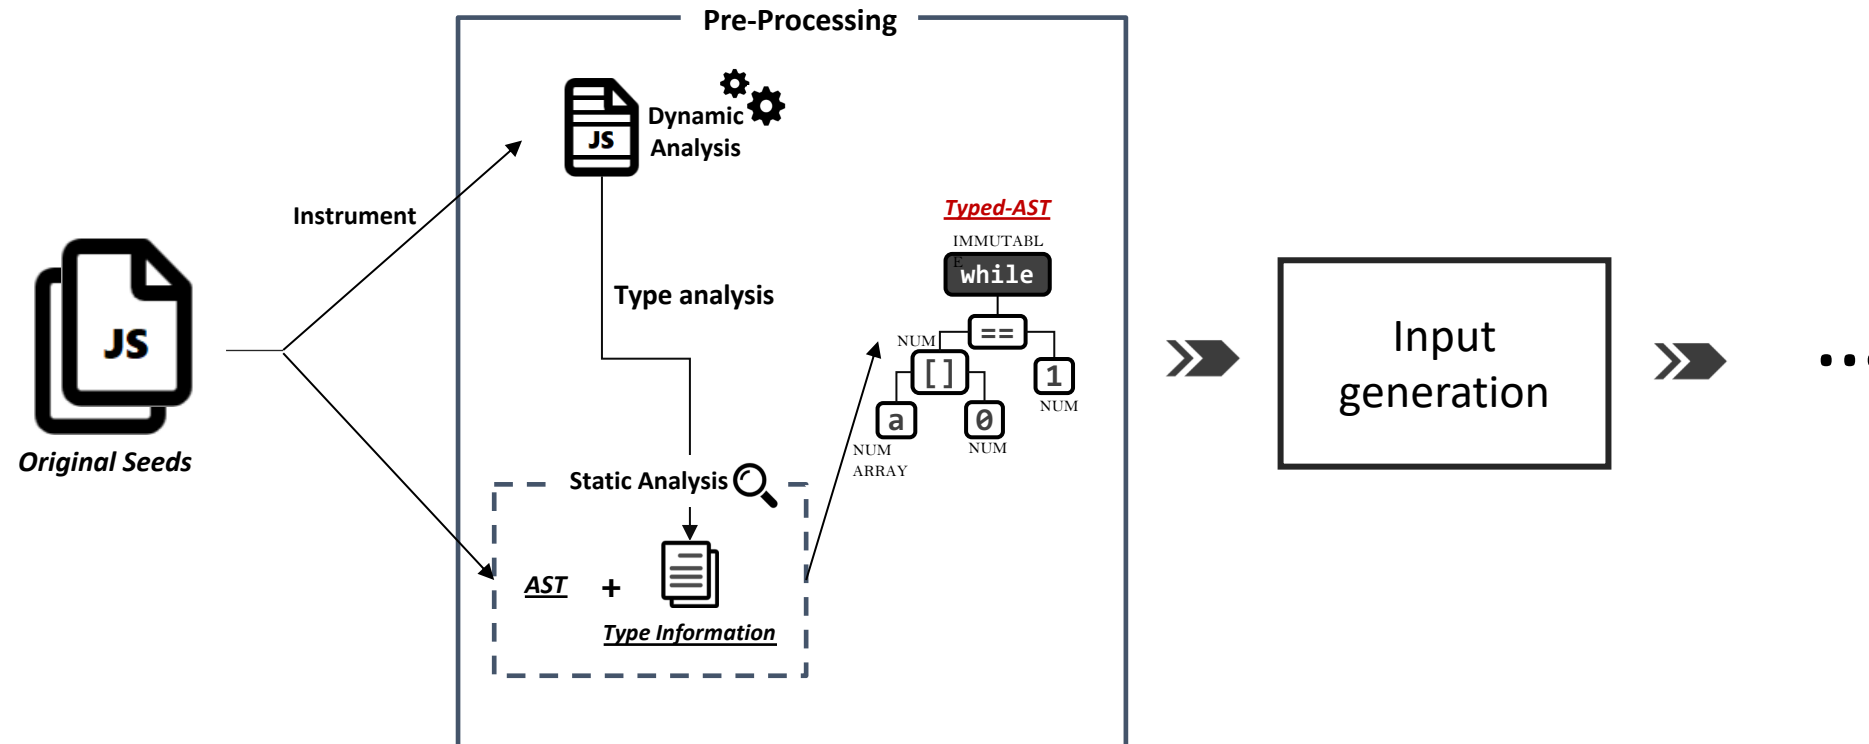 Pre-Processing
JS
Dynamic
Analysis
Instrument
Typed-AST
IMMUTABL
E
while
Type analysis
==
NUM
[]
1
NUM
a
0
NUM
ARRAY
NUM
JS
Original Seeds
Static Analysis
AST
+
Type Information
Input
generation
...